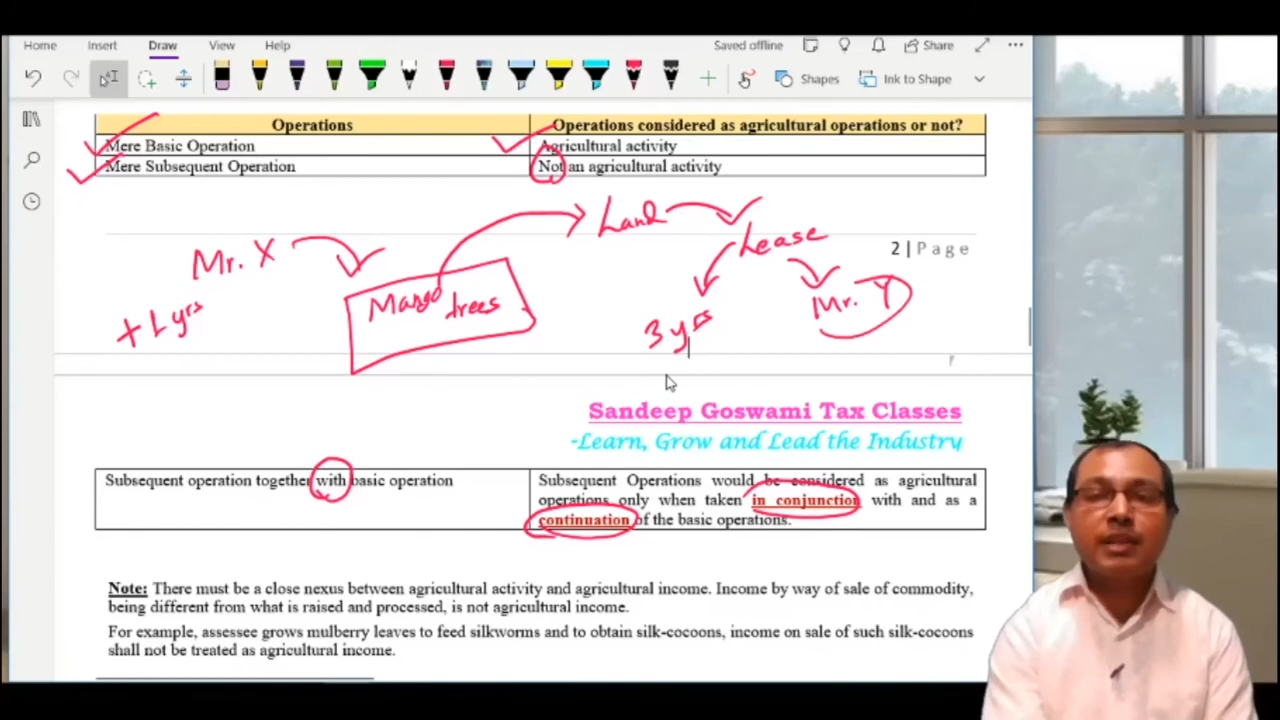 Home Insert Draw View Help Saved offline Share
Shapes Ink to Shape
Operations Operations considered as agricultural operations or not?
Mere Basic Operation Agricultural activity
Mere Subsequent Operation Not an agricultural activity
Land
Lease
2 | Page
Mr. X
Mango trees
Mr. Y
+1 yrs
3 yrs
Sandeep Goswami Tax Classes
-Learn, Grow and Lead the Industry
Subsequent operation together with basic operation
Subsequent Operations would be considered as agricultural
operations only when taken in conjunction with and as a
continuation of the basic operations.
Note: There must be a close nexus between agricultural activity and agricultural income. Income by way of sale of commodity,
being different from what is raised and processed, is not agricultural income.
For example, assessee grows mulberry leaves to feed silkworms and to obtain silk-cocoons, income on sale of such silk-cocoons
shall not be treated as agricultural income.